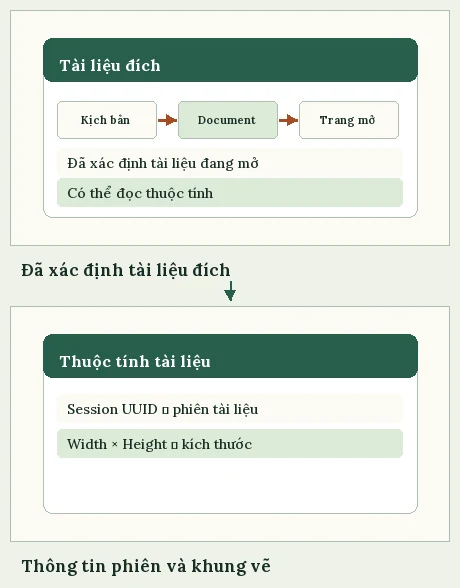 Tài liệu đích
Kịch bản
Document
Trang mở
Đã xác định tài liệu đang mở
Có thể đọc thuộc tính
Đã xác định tài liệu đích
Thuộc tính tài liệu
Session UUID □ phiên tài liệu
Width × Height □ kích thước
Thông tin phiên và khung vẽ